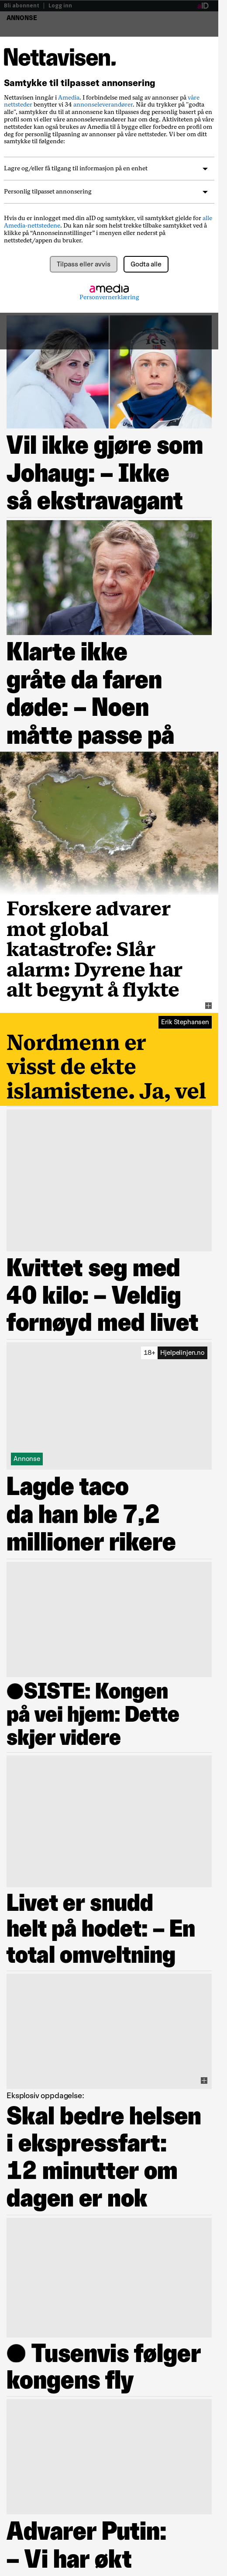 Bli abonnent | Logg inn
aID
ANNONSE
Nettavisen.
Samtykke til tilpasset annonsering
Nettavisen inngår i Amedia. I forbindelse med salg av annonser på våre
nettsteder benytter vi 34 annonseleverandører. Når du trykker på "godta
alle", samtykker du til at annonsene kan tilpasses deg personlig basert på en
profil som vi eller våre annonseleverandører har om deg. Aktiviteten din på
nettsteder kan også brukes av Amedia til å bygge eller forbedre en profil om
deg for personlig tilpasning av annonser på våre nettsteder. Vi ber om ditt
samtykke til følgende:
Lagre og/eller få tilgang til informasjon på en enhet
Personlig tilpasset annonsering
Hvis du er innlogget med din aID og samtykker, vil samtykket gjelde for alle
Amedia-nettstedene. Du kan når som helst trekke tilbake samtykket ved å
klikke på "Annonseinnstillinger" i menyen eller nederst på
nettstedet/appen du bruker.
Tilpass eller avvis
Godta alle
amedia
Personvernerklæring
Vil ikke gjøre som
Johaug: – Ikke
så ekstravagant
Klarte ikke
gråte da faren
døde: – Noen
måtte passe på
Forskere advarer
mot global
katastrofe: Slår
alarm: Dyrene har
alt begynt å flykte
Erik Stephansen
Nordmenn er
visst de ekte
islamistene. Ja, vel
Kvittet seg med
40 kilo: – Veldig
fornøyd med livet
18+ Hjelpelinjen.no
Annonse
Lagde taco
da han ble 7,2
millioner rikere
●SISTE: Kongen
på vei hjem: Dette
skjer videre
Livet er snudd
helt på hodet: – En
total omveltning
Eksplosiv oppdagelse:
Skal bedre helsen
i ekspressfart:
12 minutter om
dagen er nok
● Tusenvis følger
kongens fly
Advarer Putin:
– Vi har økt